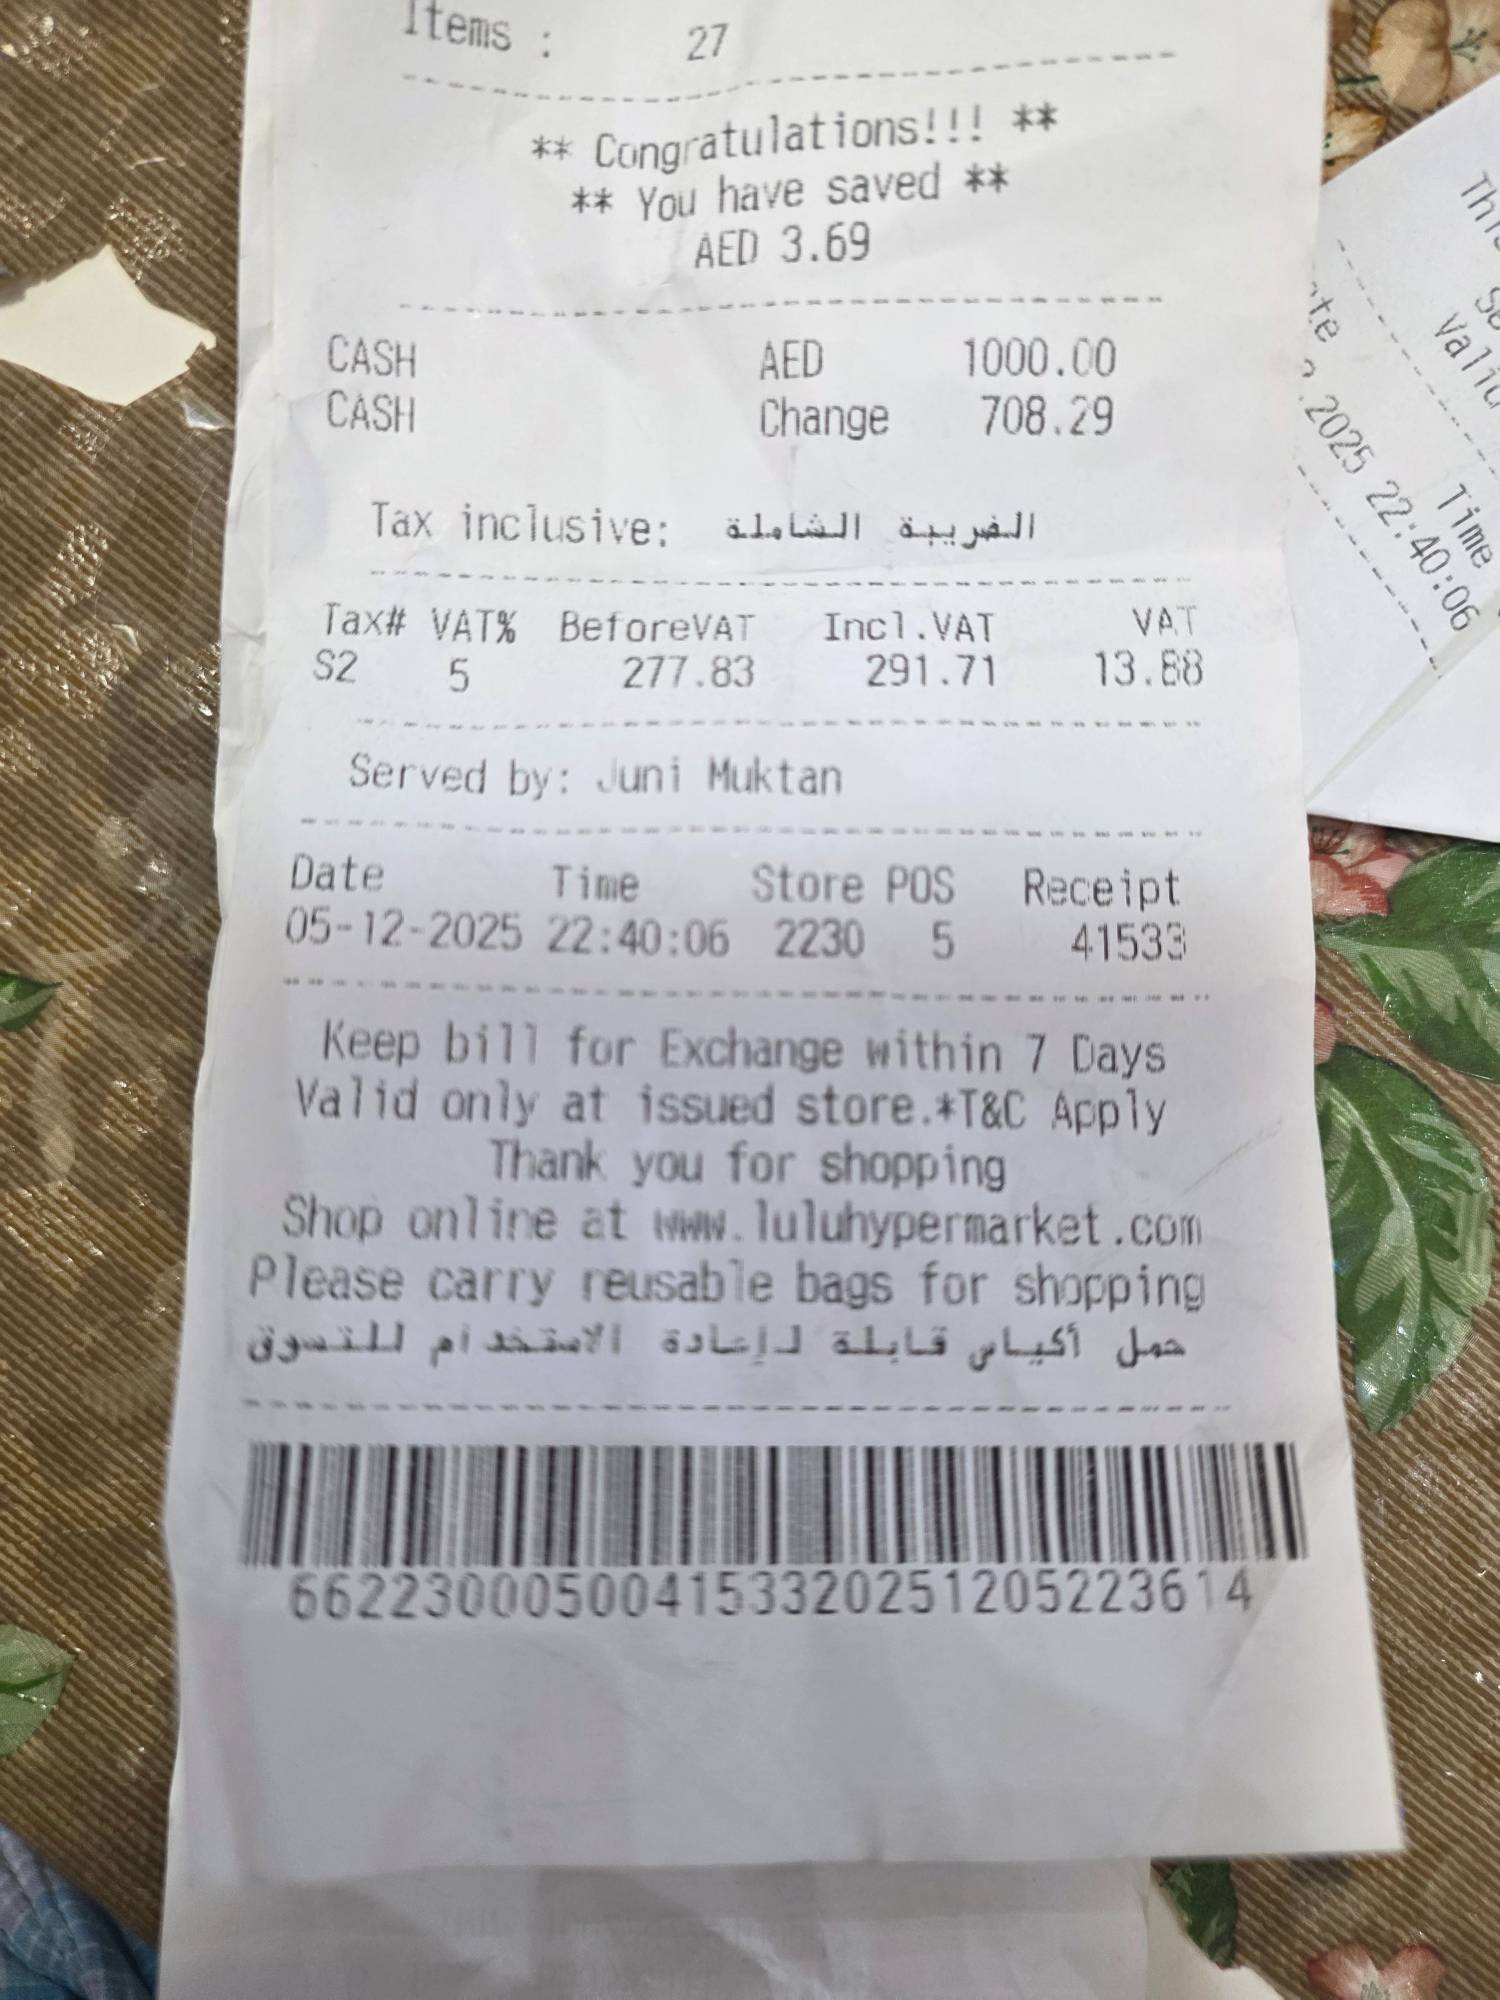 Items : 27
** Congratulations!!! **
** You have saved **
AED 3.69
CASH AED 1000.00
CASH Change 708.29
Tax inclusive: الضريبة الشاملة
Tax# VAT% BeforeVAT Incl.VAT VAT
S2 5 277.83 291.71 13.88
Served by: Juni Muktan
Date Time Store POS Receipt
05-12-2025 22:40:06 2230 5 41533
Keep bill for Exchange within 7 Days
Valid only at issued store.*T&C Apply
Thank you for shopping
Shop online at www.luluhypermarket.com
Please carry reusable bags for shopping
حمل أكياس قابلة لإعادة الاستخدام للتسوق
662230005004153320251205223614
Valid
Time
2025 22:40:06